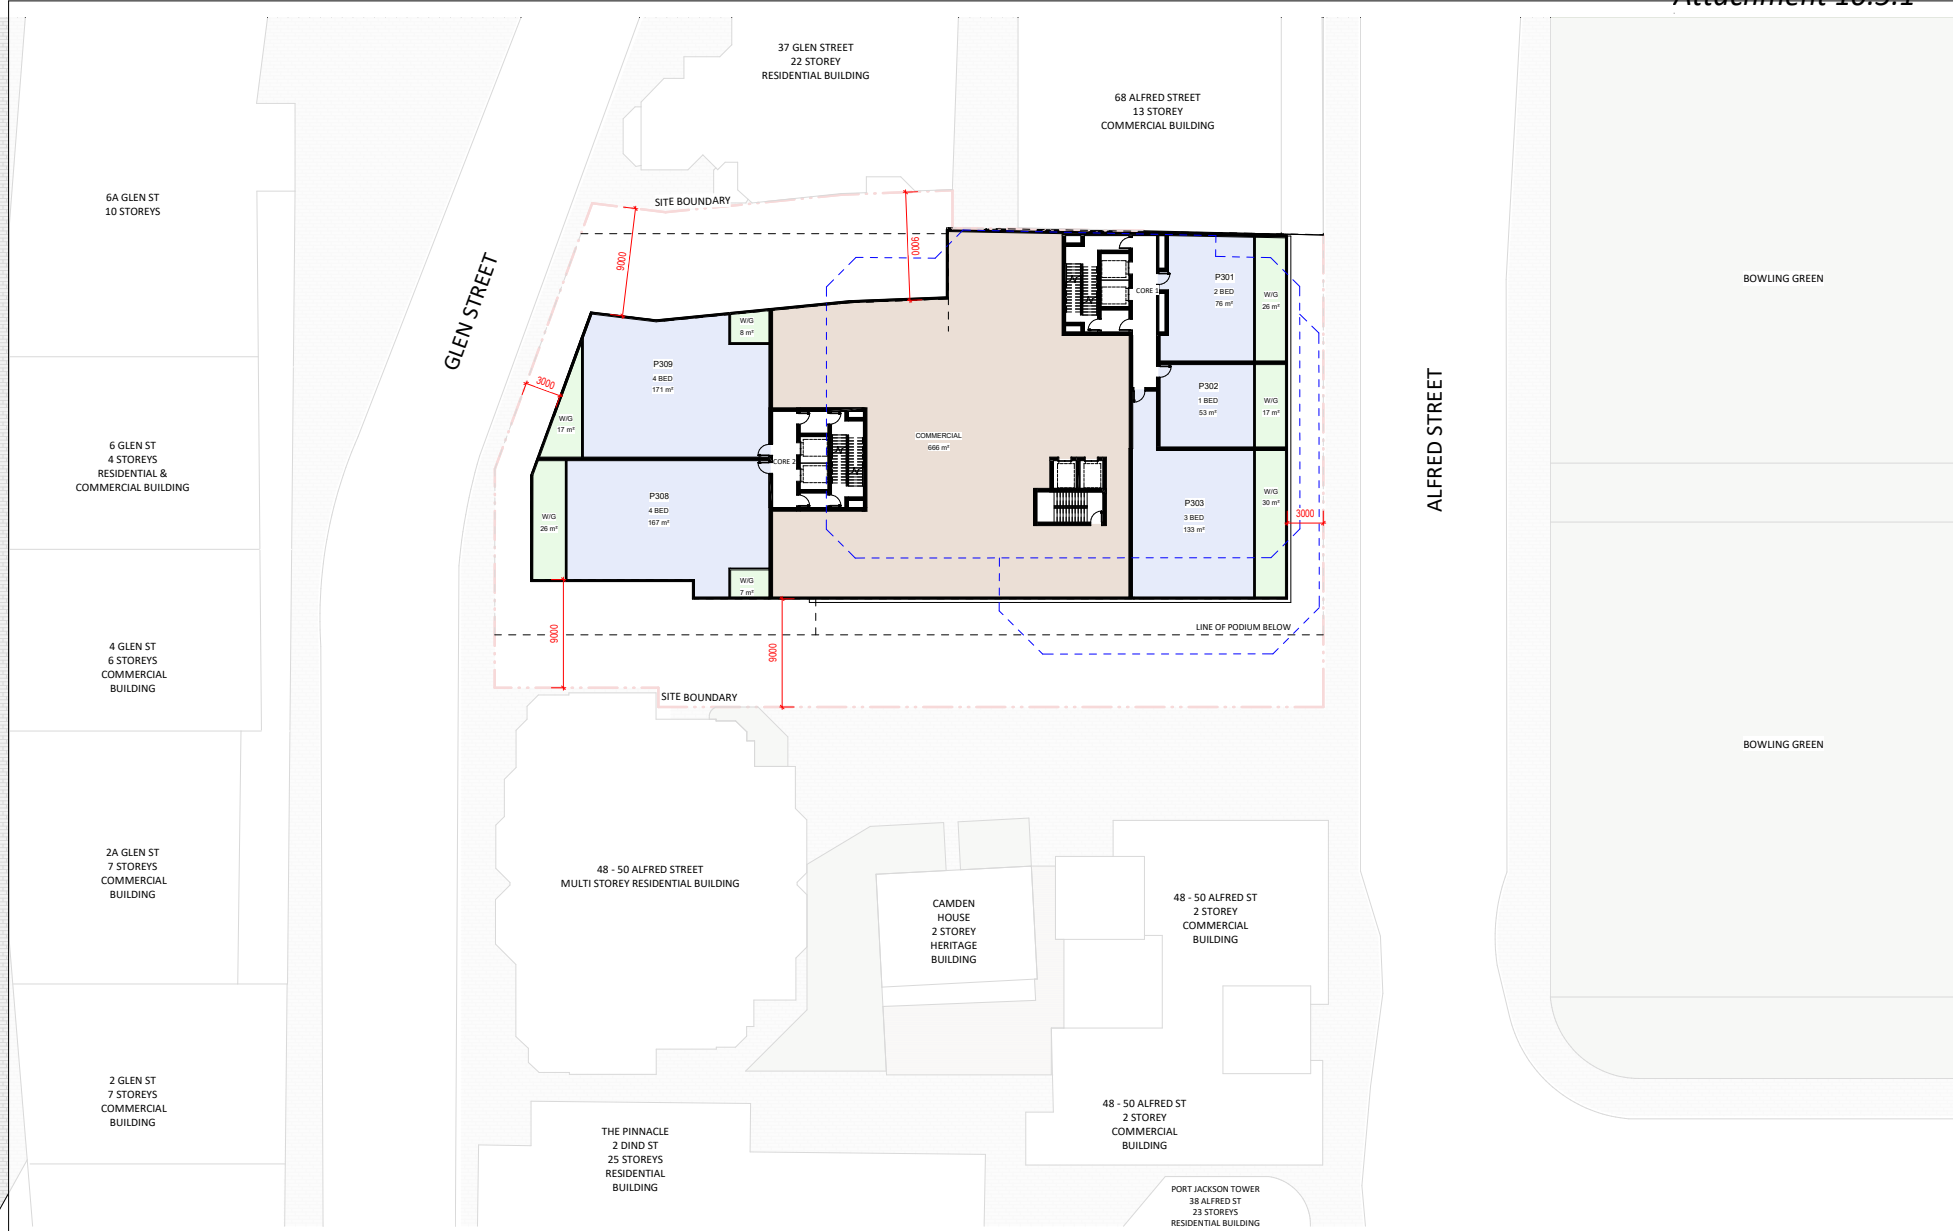 Attachment 10.3.1
37 GLEN STREET
22 STOREY
RESIDENTIAL BUILDING
68 ALFRED STREET
13 STOREY
COMMERCIAL BUILDING
6A GLEN ST
10 STOREYS
SITE BOUNDARY
GLEN STREET
9000
9000
3000
BOWLING GREEN
CORE 1
P301
2 BED
76 m²
W/G
26 m²
W/G
8 m²
P309
4 BED
171 m²
W/G
17 m²
P302
1 BED
53 m²
W/G
17 m²
ALFRED STREET
6 GLEN ST
4 STOREYS
RESIDENTIAL &
COMMERCIAL BUILDING
COMMERCIAL
666 m²
CORE 2
P308
4 BED
167 m²
W/G
26 m²
W/G
7 m²
P303
3 BED
133 m²
W/G
30 m²
3000
9000
9000
LINE OF PODIUM BELOW
SITE BOUNDARY
4 GLEN ST
6 STOREYS
COMMERCIAL
BUILDING
BOWLING GREEN
2A GLEN ST
7 STOREYS
COMMERCIAL
BUILDING
48 - 50 ALFRED STREET
MULTI STOREY RESIDENTIAL BUILDING
CAMDEN
HOUSE
2 STOREY
HERITAGE
BUILDING
48 - 50 ALFRED ST
2 STOREY
COMMERCIAL
BUILDING
2 GLEN ST
7 STOREYS
COMMERCIAL
BUILDING
THE PINNACLE
2 DIND ST
25 STOREYS
RESIDENTIAL
BUILDING
48 - 50 ALFRED ST
2 STOREY
COMMERCIAL
BUILDING
PORT JACKSON TOWER
38 ALFRED ST
23 STOREYS
RESIDENTIAL BUILDING